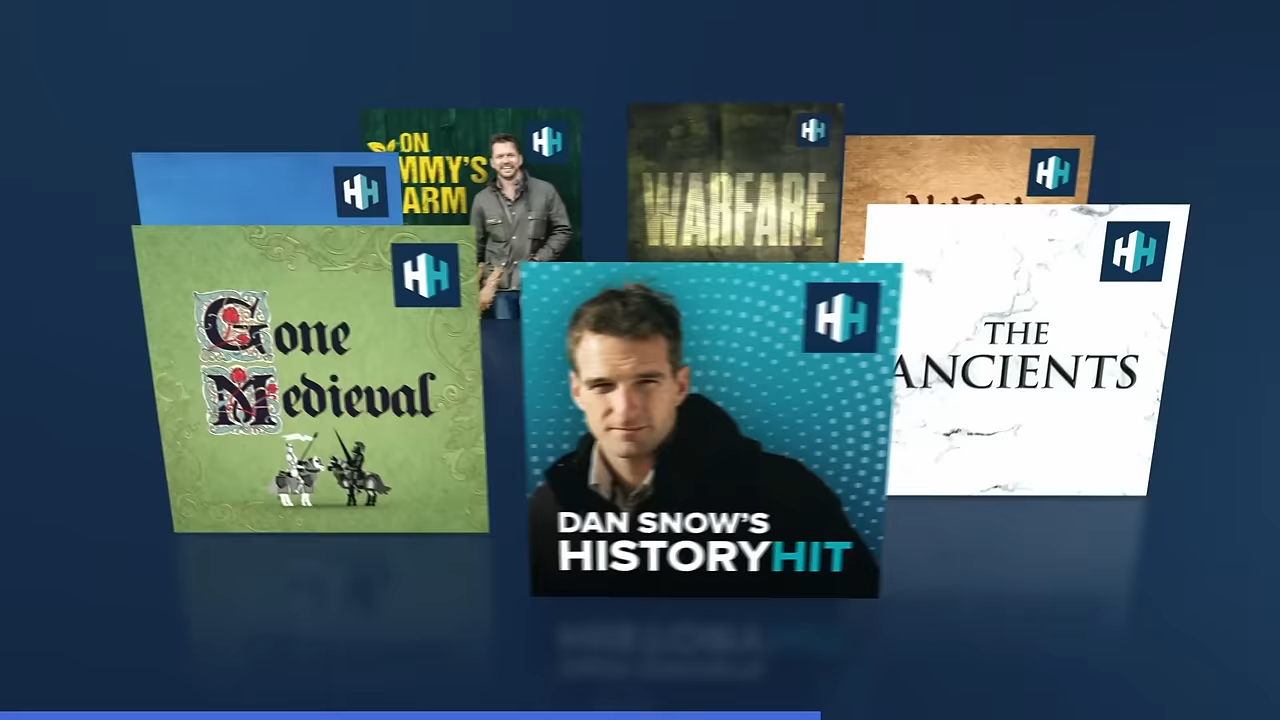 ON
MMY'S
ARM
WARFARE
Gone
Medieval
THE
ANCIENTS
DAN SNOW'S
HISTORYHIT